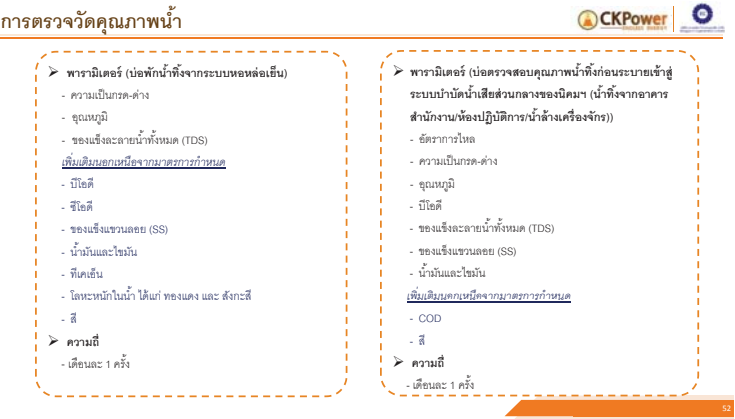 การตรวจวัดคุณภาพน้ำ
CKPower
➢ พารามิเตอร์ (บ่อพักน้ำทิ้งจากระบบหอหล่อเย็น)
- ความเป็นกรด-ด่าง
- อุณหภูมิ
- ของแข็งละลายน้ำทั้งหมด (TDS)
เพิ่มเติมนอกเหนือจากมาตรการกำหนด
- บีโอดี
- ซีโอดี
- ของแข็งแขวนลอย (SS)
- น้ำมันและไขมัน
- ทีเคเอ็น
- โลหะหนักในน้ำ ได้แก่ ทองแดง และ สังกะสี
- สี
➢ ความถี่
- เดือนละ 1 ครั้ง
➢ พารามิเตอร์ (บ่อตรวจสอบคุณภาพน้ำทิ้งก่อนระบายเข้าสู่
ระบบบำบัดน้ำเสียส่วนกลางของนิคมฯ (น้ำทิ้งจากอาคาร
สำนักงาน/ห้องปฏิบัติการ/น้ำล้างเครื่องจักร))
- อัตราการไหล
- ความเป็นกรด-ด่าง
- อุณหภูมิ
- บีโอดี
- ของแข็งละลายน้ำทั้งหมด (TDS)
- ของแข็งแขวนลอย (SS)
- น้ำมันและไขมัน
เพิ่มเติมนอกเหนือจากมาตรการกำหนด
- COD
- สี
➢ ความถี่
- เดือนละ 1 ครั้ง
52